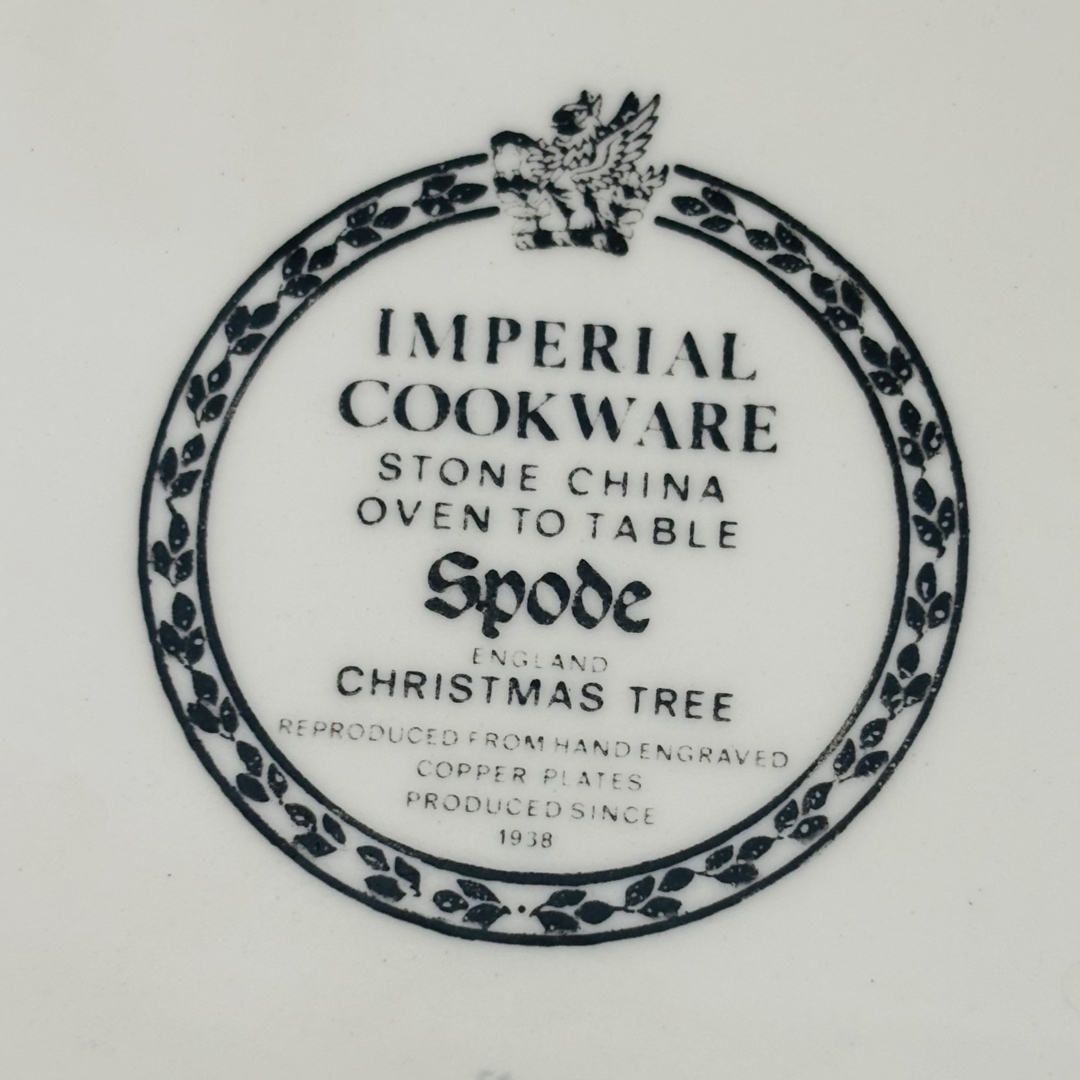 IMPERIAL
COOKWARE
STONE CHINA
OVEN TO TABLE
Spode
ENGLAND
CHRISTMAS TREE
REPRODUCED FROM HAND ENGRAVED
COPPER PLATES
PRODUCED SINCE
1938